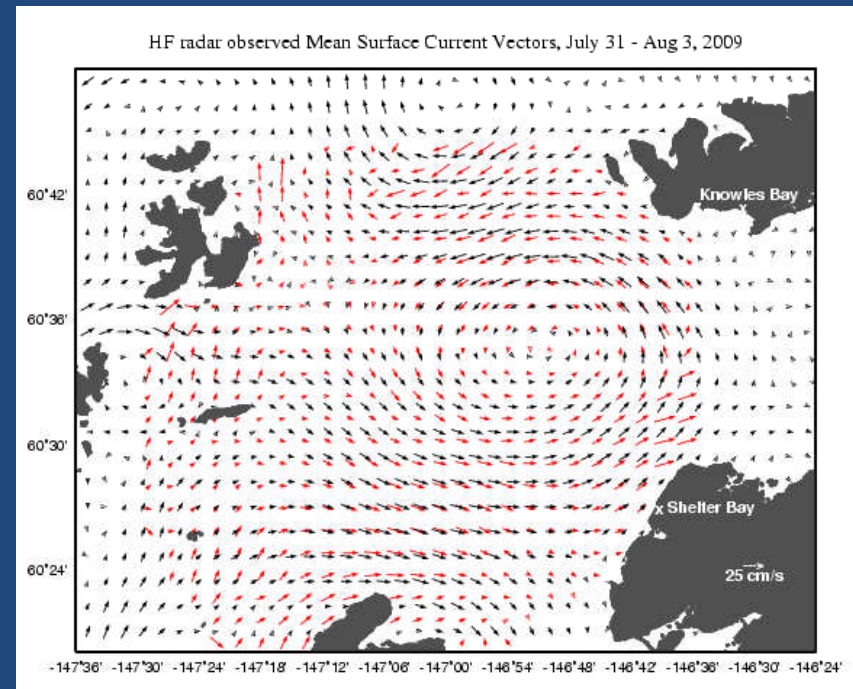 HF radar observed Mean Surface Current Vectors, July 31 - Aug 3, 2009
60°42'
Knowles Bay
x
60°36'
60°30'
x Shelter Bay
60°24'
25 cm/s
-147°36' -147°30' -147°24' -147°18' -147°12' -147°06' -147°00' -146°54' -146°48' -146°42' -146°36' -146°30' -146°24'